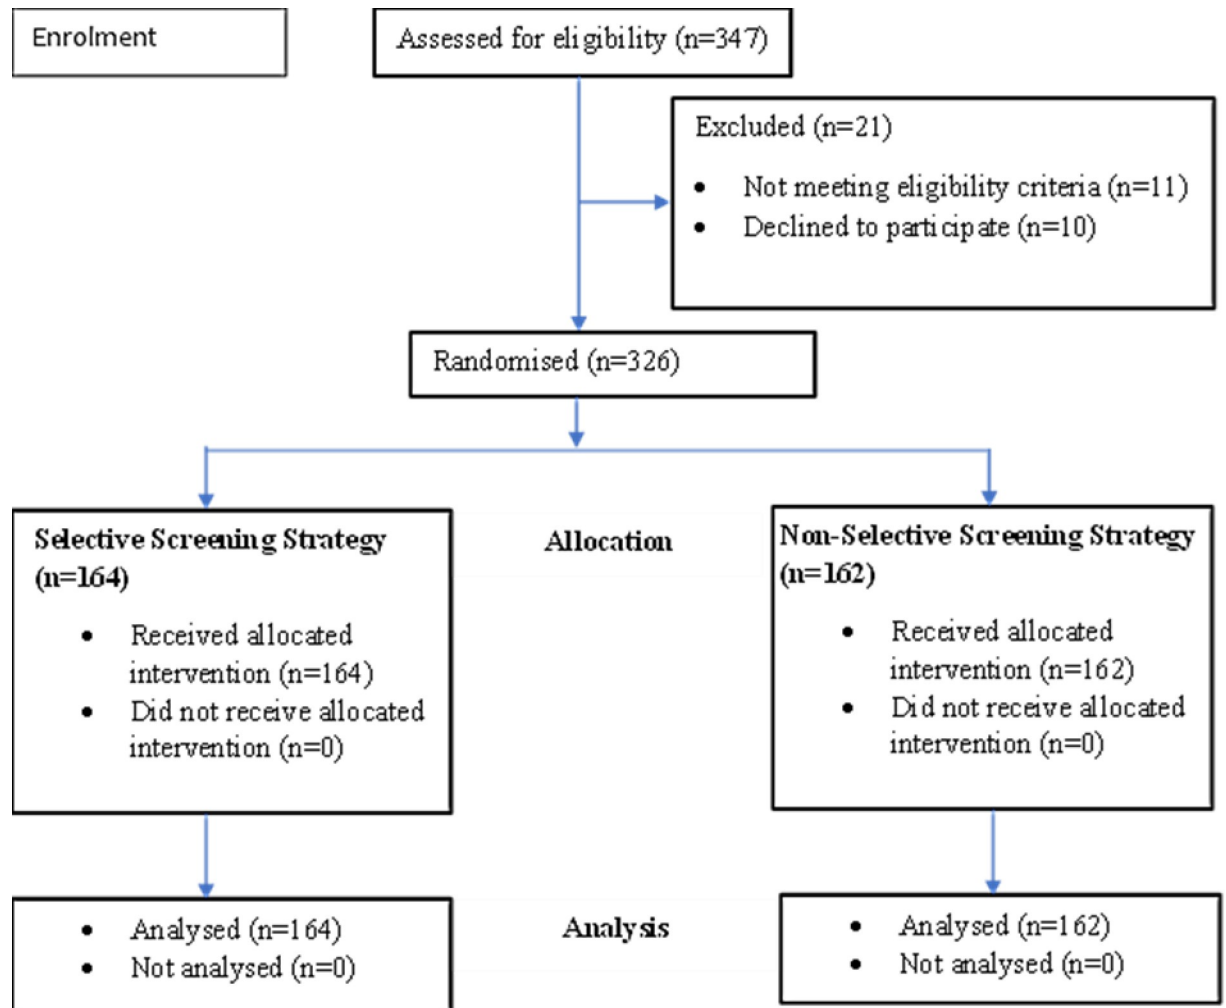 Enrolment
Assessed for eligibility (n=347)
Excluded (n=21)
• Not meeting eligibility criteria (n=11)
• Declined to participate (n=10)
Randomised (n=326)
Selective Screening Strategy
(n=164)
• Received allocated
intervention (n=164)
• Did not receive allocated
intervention (n=0)
Allocation
Non-Selective Screening Strategy
(n=162)
• Received allocated
intervention (n=162)
• Did not receive allocated
intervention (n=0)
• Analysed (n=164)
• Not analysed (n=0)
Analysis
• Analysed (n=162)
• Not analysed (n=0)